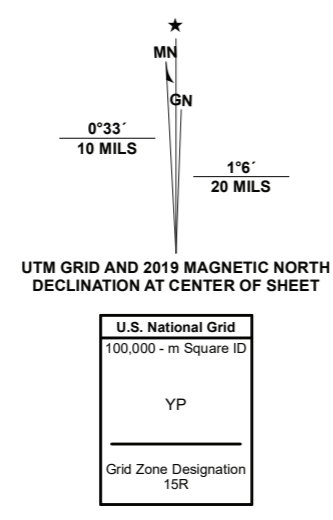 ★
MN
GN
0°33´
10 MILS
1°6´
20 MILS
UTM GRID AND 2019 MAGNETIC NORTH
DECLINATION AT CENTER OF SHEET
U.S. National Grid
100,000 - m Square ID
YP
Grid Zone Designation
15R